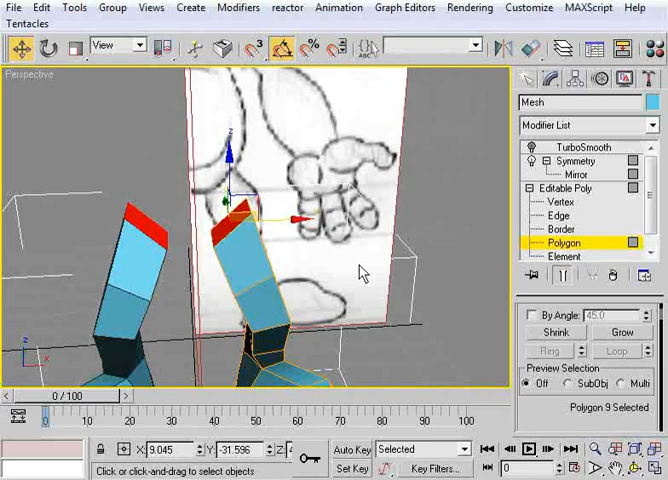 File Edit Tools Group Views Create Modifiers reactor Animation Graph Editors Rendering Customize MAXScript Help
Tentacles
View
3
%
ABC
Perspective
Mesh
Modifier List
TurboSmooth
Symmetry
Mirror
Editable Poly
Vertex
Edge
Border
Polygon
Element
By Angle: 45.0
Shrink Grow
Ring Loop
Preview Selection
Off SubObj Multi
Polygon 9 Selected
z
x
z
0 / 100
0 10 20 30 40 50 60 70 80 90 100
X: 9.045 Y: -31.596 Z:
Auto Key Selected
Click or click-and-drag to select objects
Set Key Key Filters... 0